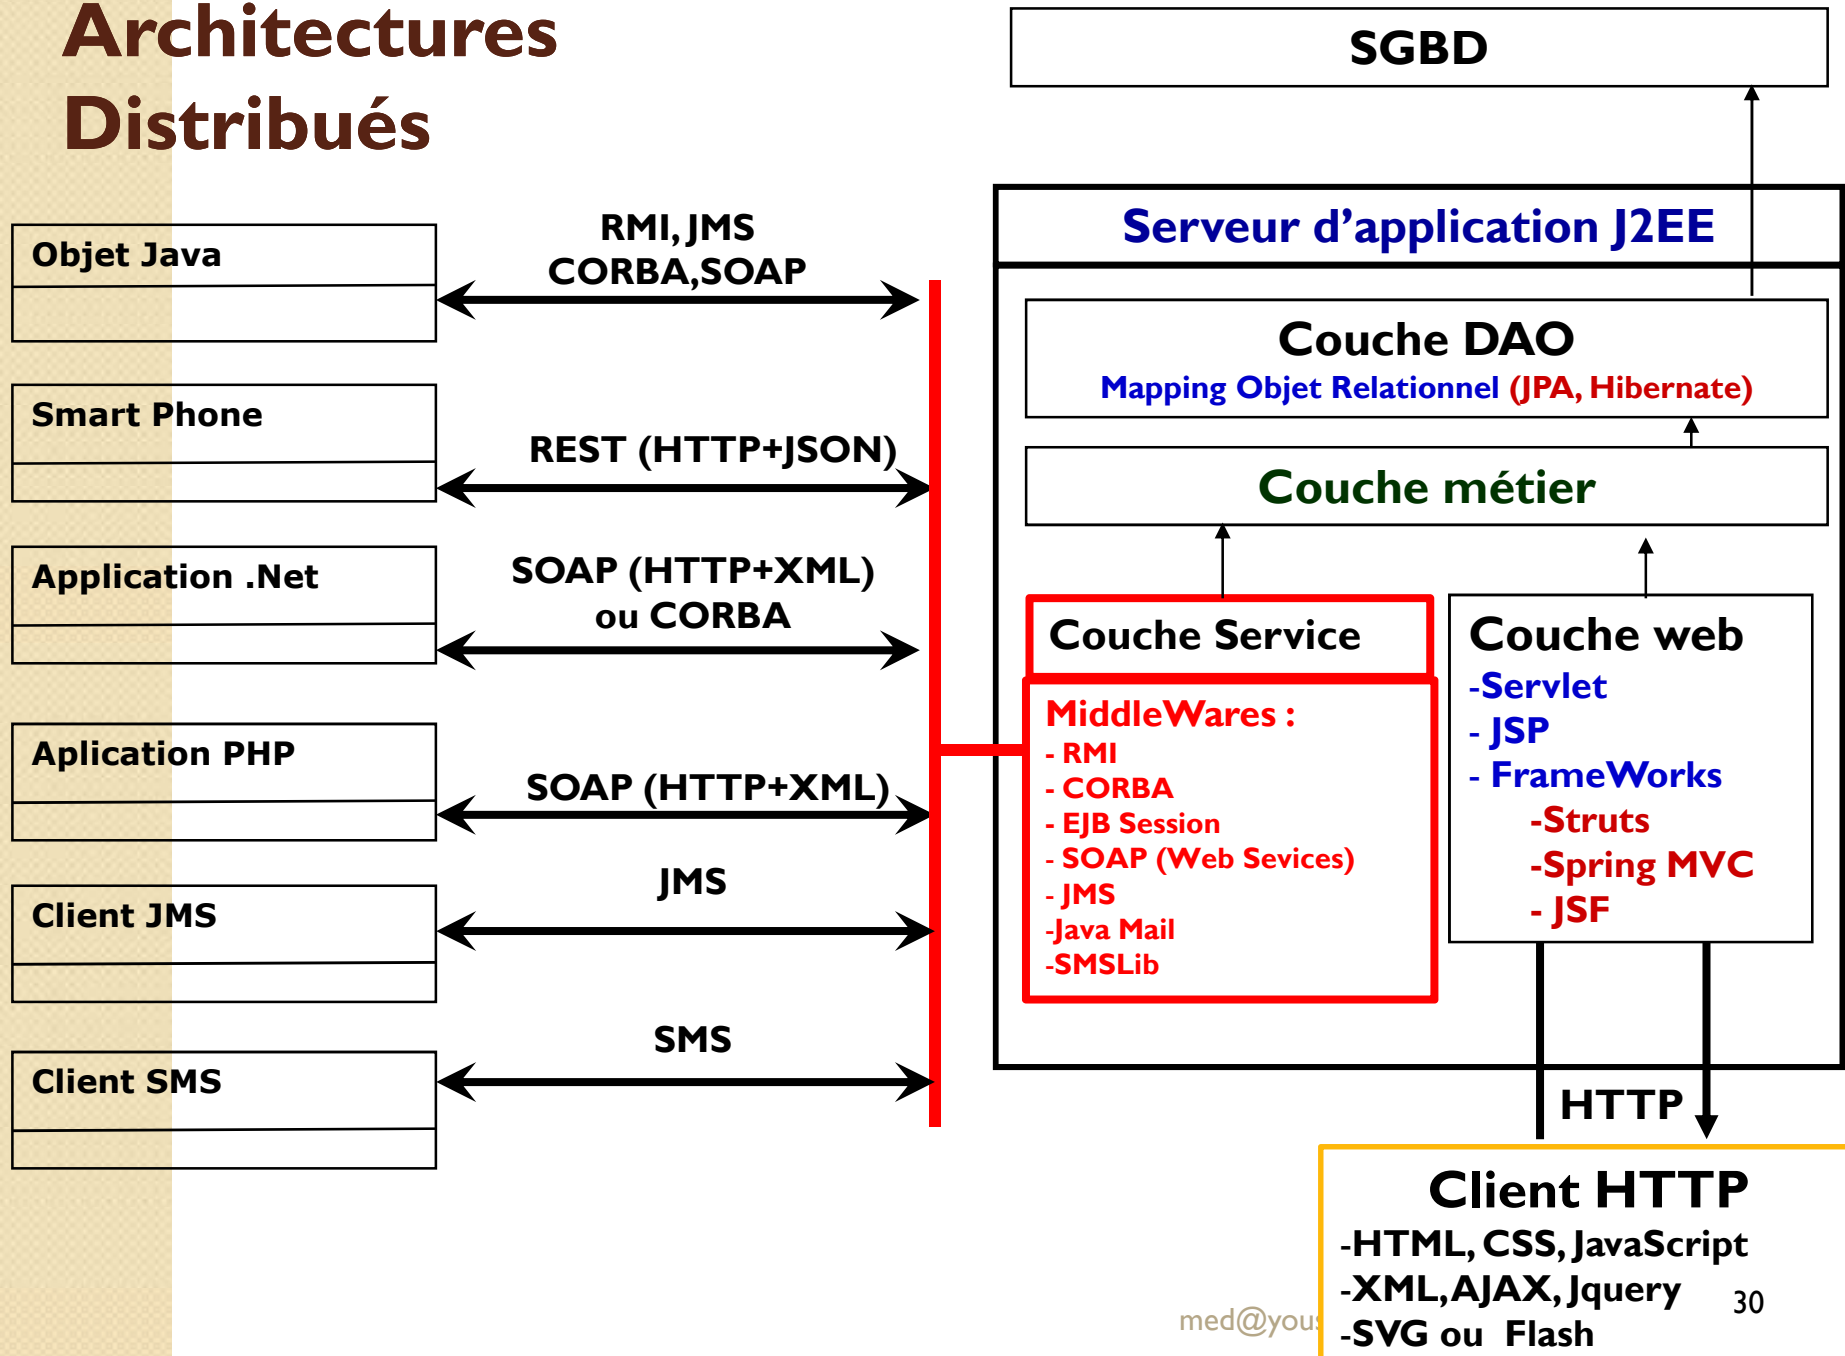 Architectures
Distribués
SGBD
Serveur d’application J2EE
Couche DAO
Mapping Objet Relationnel (JPA, Hibernate)
Couche métier
Couche Service
MiddleWares :
- RMI
- CORBA
- EJB Session
- SOAP (Web Sevices)
- JMS
-Java Mail
-SMSLib
Couche web
-Servlet
- JSP
- FrameWorks
-Struts
-Spring MVC
- JSF
Objet Java
RMI, JMS
CORBA,SOAP
Smart Phone
REST (HTTP+JSON)
Application .Net
SOAP (HTTP+XML)
ou CORBA
Aplication PHP
SOAP (HTTP+XML)
Client JMS
JMS
Client SMS
SMS
HTTP
Client HTTP
-HTML, CSS, JavaScript
-XML, AJAX, Jquery
-SVG ou Flash
med@yous
30